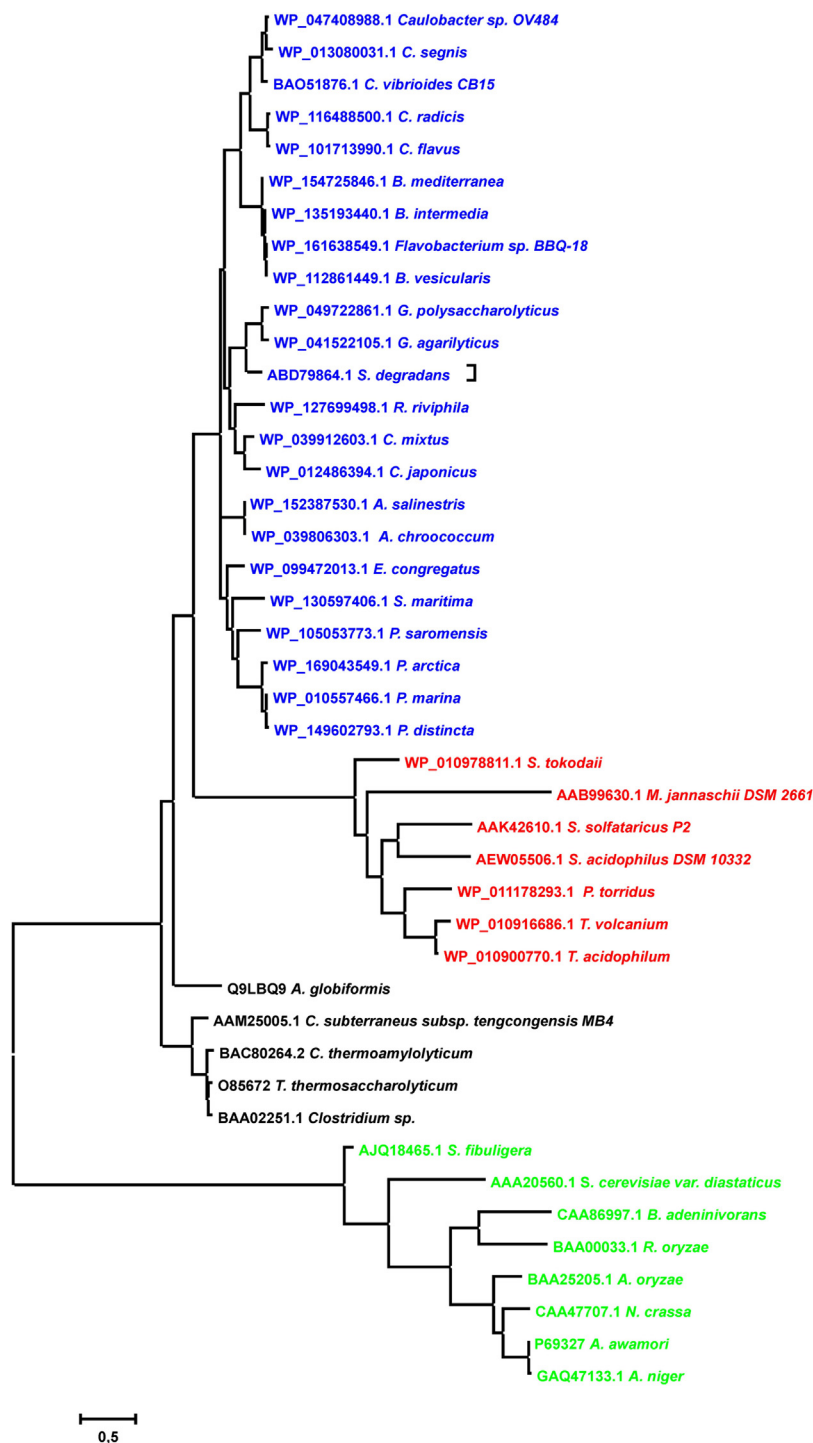 WP_047408988.1 Caulobacter sp. OV484
WP_013080031.1 C. segnis
BAO51876.1 C. vibrioides CB15
WP_116488500.1 C. radicis
WP_101713990.1 C. flavus
WP_154725846.1 B. mediterranea
WP_135193440.1 B. intermedia
WP_161638549.1 Flavobacterium sp. BBQ-18
WP_112861449.1 B. vesicularis
WP_049722861.1 G. polysaccharolyticus
WP_041522105.1 G. agarilyticus
ABD79864.1 S. degradans
WP_127699498.1 R. riviphila
WP_039912603.1 C. mixtus
WP_012486394.1 C. japonicus
WP_152387530.1 A. salinestris
WP_039806303.1 A. chroococcum
WP_099472013.1 E. congregatus
WP_130597406.1 S. maritima
WP_105053773.1 P. saromensis
WP_169043549.1 P. arctica
WP_010557466.1 P. marina
WP_149602793.1 P. distincta
WP_010978811.1 S. tokodaii
AAB99630.1 M. jannaschii DSM 2661
AAK42610.1 S. solfataricus P2
AEW05506.1 S. acidophilus DSM 10332
WP_011178293.1 P. torridus
WP_010916686.1 T. volcanium
WP_010900770.1 T. acidophilum
Q9LBQ9 A. globiformis
AAM25005.1 C. subterraneus subsp. tengcongensis MB4
BAC80264.2 C. thermoamylolyticum
O85672 T. thermosaccharolyticum
BAA02251.1 Clostridium sp.
AJQ18465.1 S. fibuligera
AAA20560.1 S. cerevisiae var. diastaticus
CAA86997.1 B. adeninivorans
BAA00033.1 R. oryzae
BAA25205.1 A. oryzae
CAA47707.1 N. crassa
P69327 A. awamori
GAQ47133.1 A. niger
0,5